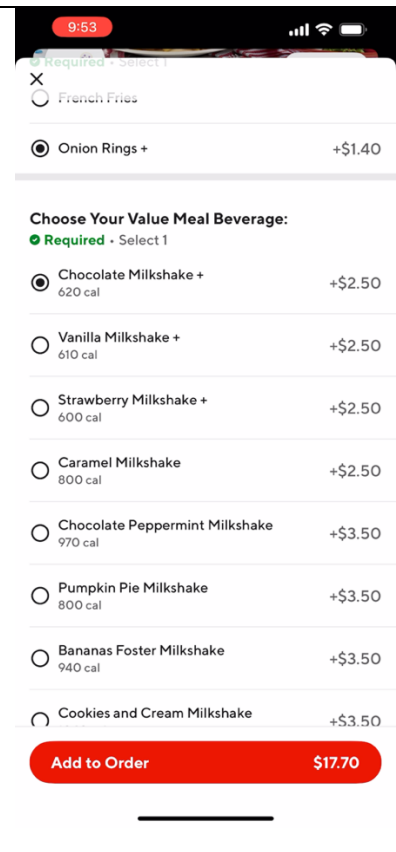 9:53
Required • Select 1
French Fries
Onion Rings + +$1.40
Choose Your Value Meal Beverage:
Required • Select 1
Chocolate Milkshake +
620 cal
+$2.50
Vanilla Milkshake +
610 cal
+$2.50
Strawberry Milkshake +
600 cal
+$2.50
Caramel Milkshake
800 cal
+$2.50
Chocolate Peppermint Milkshake
970 cal
+$3.50
Pumpkin Pie Milkshake
800 cal
+$3.50
Bananas Foster Milkshake
940 cal
+$3.50
Cookies and Cream Milkshake
+$3.50
Add to Order $17.70